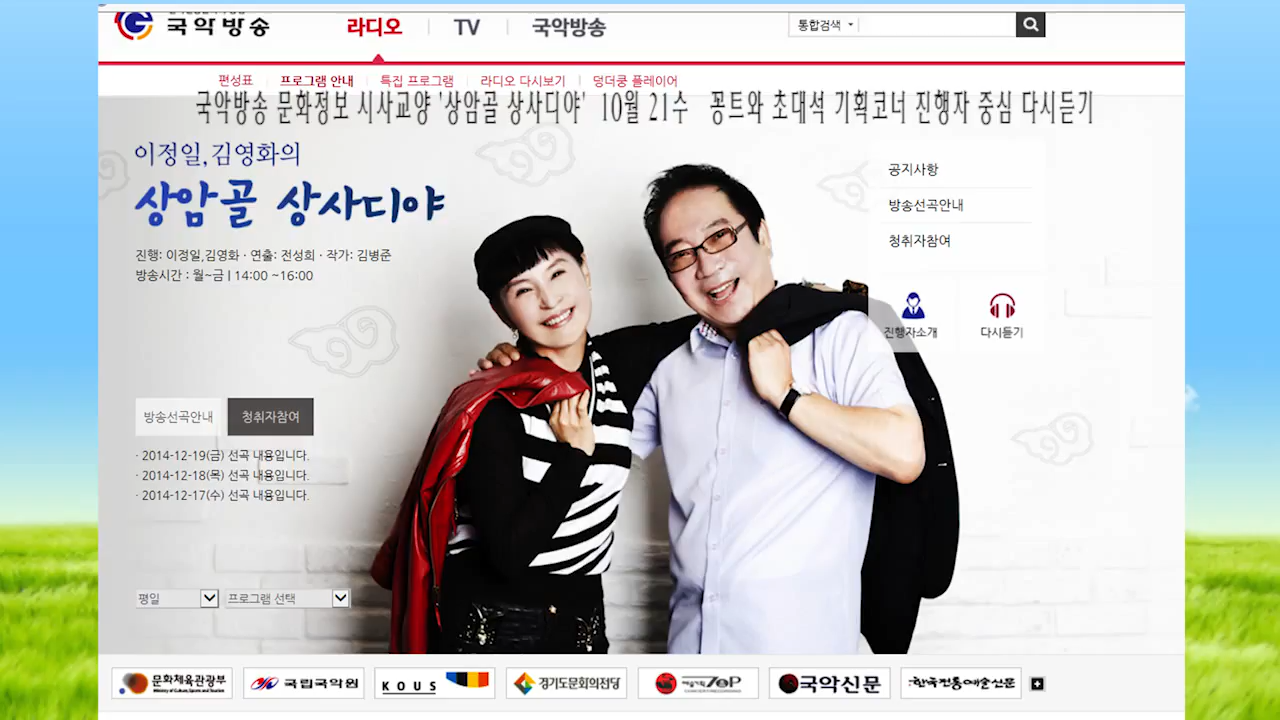 국악방송 라디오 TV 국악방송 통합검색
편성표 프로그램 안내 특집 프로그램 라디오 다시보기 덩더쿵 플레이어
국악방송 문화정보 시사교양 '상암골 상사디야' 10월 21수 꽁트와 초대석 기획코너 진행자 중심 다시듣기
이정일,김영화의
상암골 상사디야
진행: 이정일,김영화 · 연출: 전성희 · 작가: 김병준
방송시간 : 월~금 | 14:00 ~16:00
공지사항
방송선곡안내
청취자참여
진행자소개 다시듣기
방송선곡안내 청취자참여
· 2014-12-19(금) 선곡 내용입니다.
· 2014-12-18(목) 선곡 내용입니다.
· 2014-12-17(수) 선곡 내용입니다.
평일 프로그램 선택
문화체육관광부 국립국악원 KOUS 경기도문화의전당 TOP 국악신문 한국전통예술신문
Ministry of Culture, Sports and Tourism